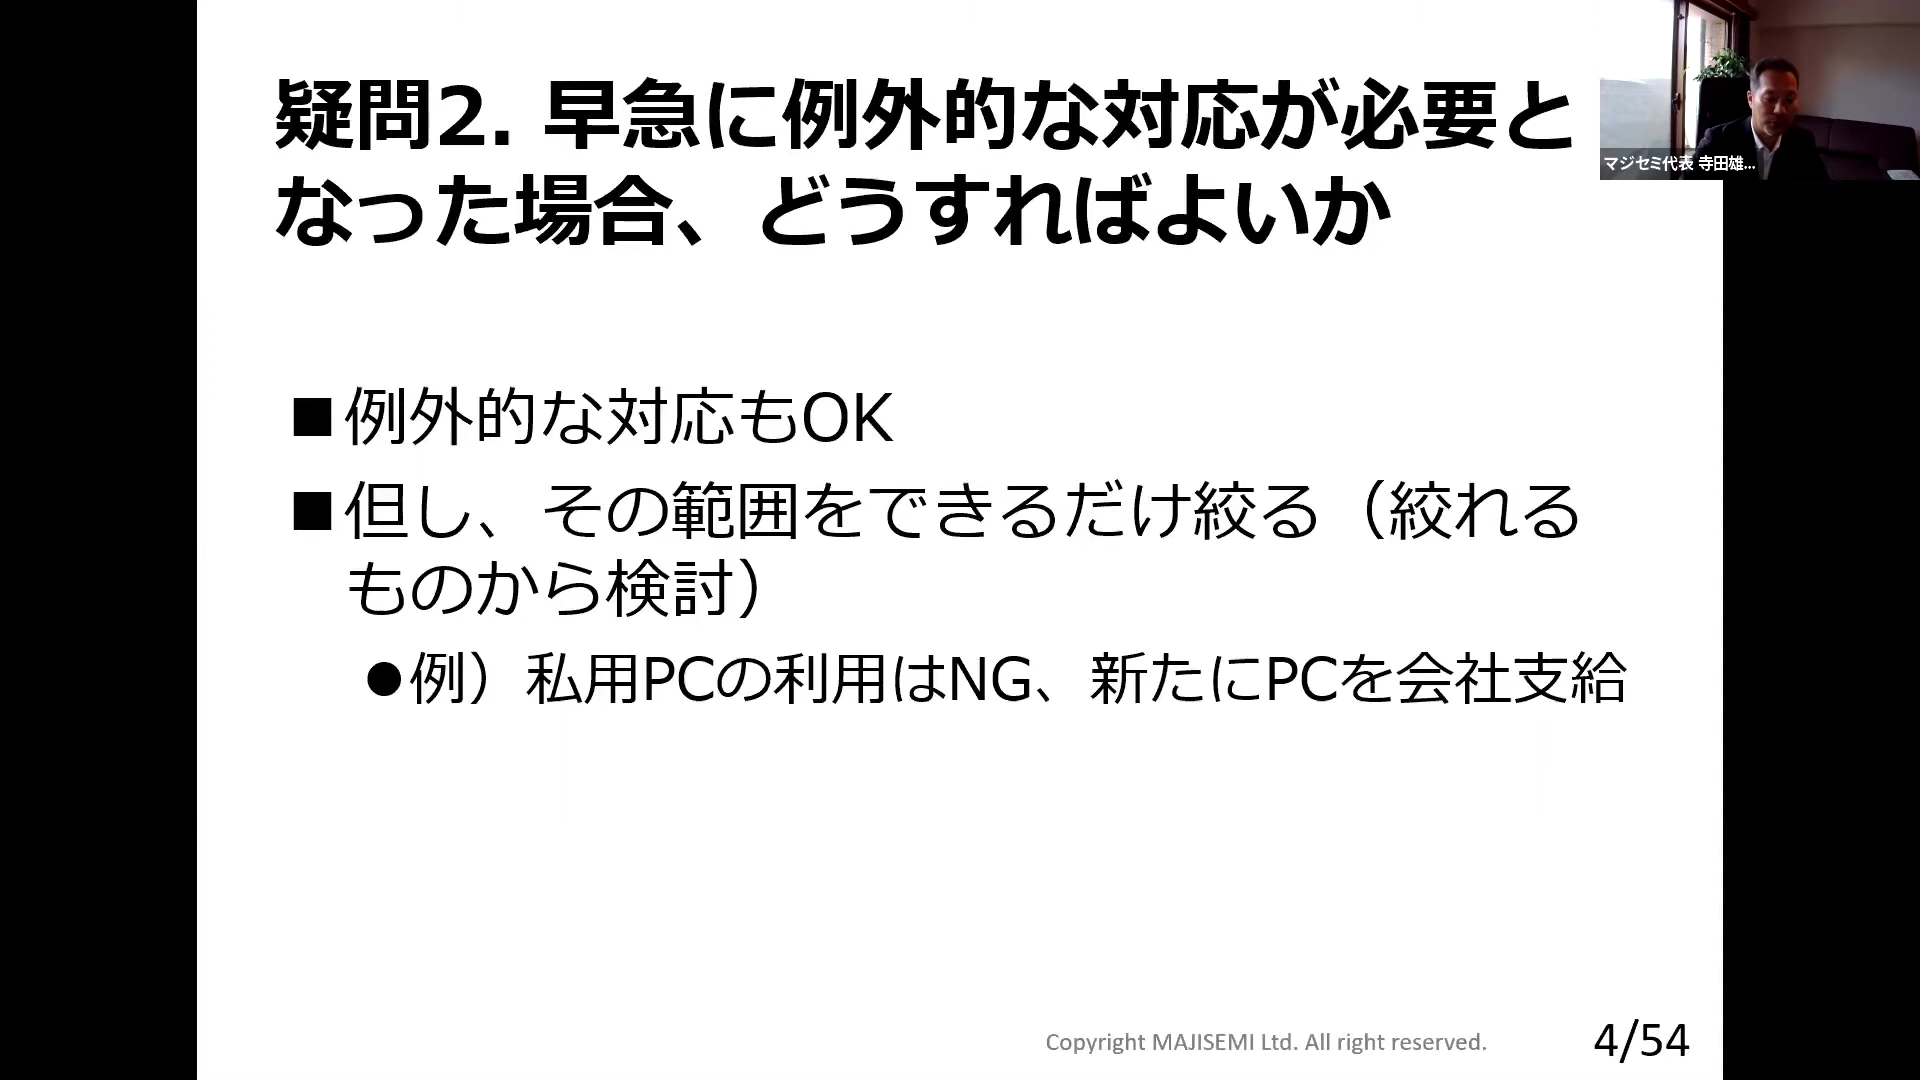 疑問2. 早急に例外的な対応が必要と
なった場合、どうすればよいか
マジセミ代表 寺田雄...
■例外的な対応もOK
■但し、その範囲をできるだけ絞る（絞れる
ものから検討）
●例）私用PCの利用はNG、新たにPCを会社支給
Copyright MAJISEMI Ltd. All right reserved.
4/54